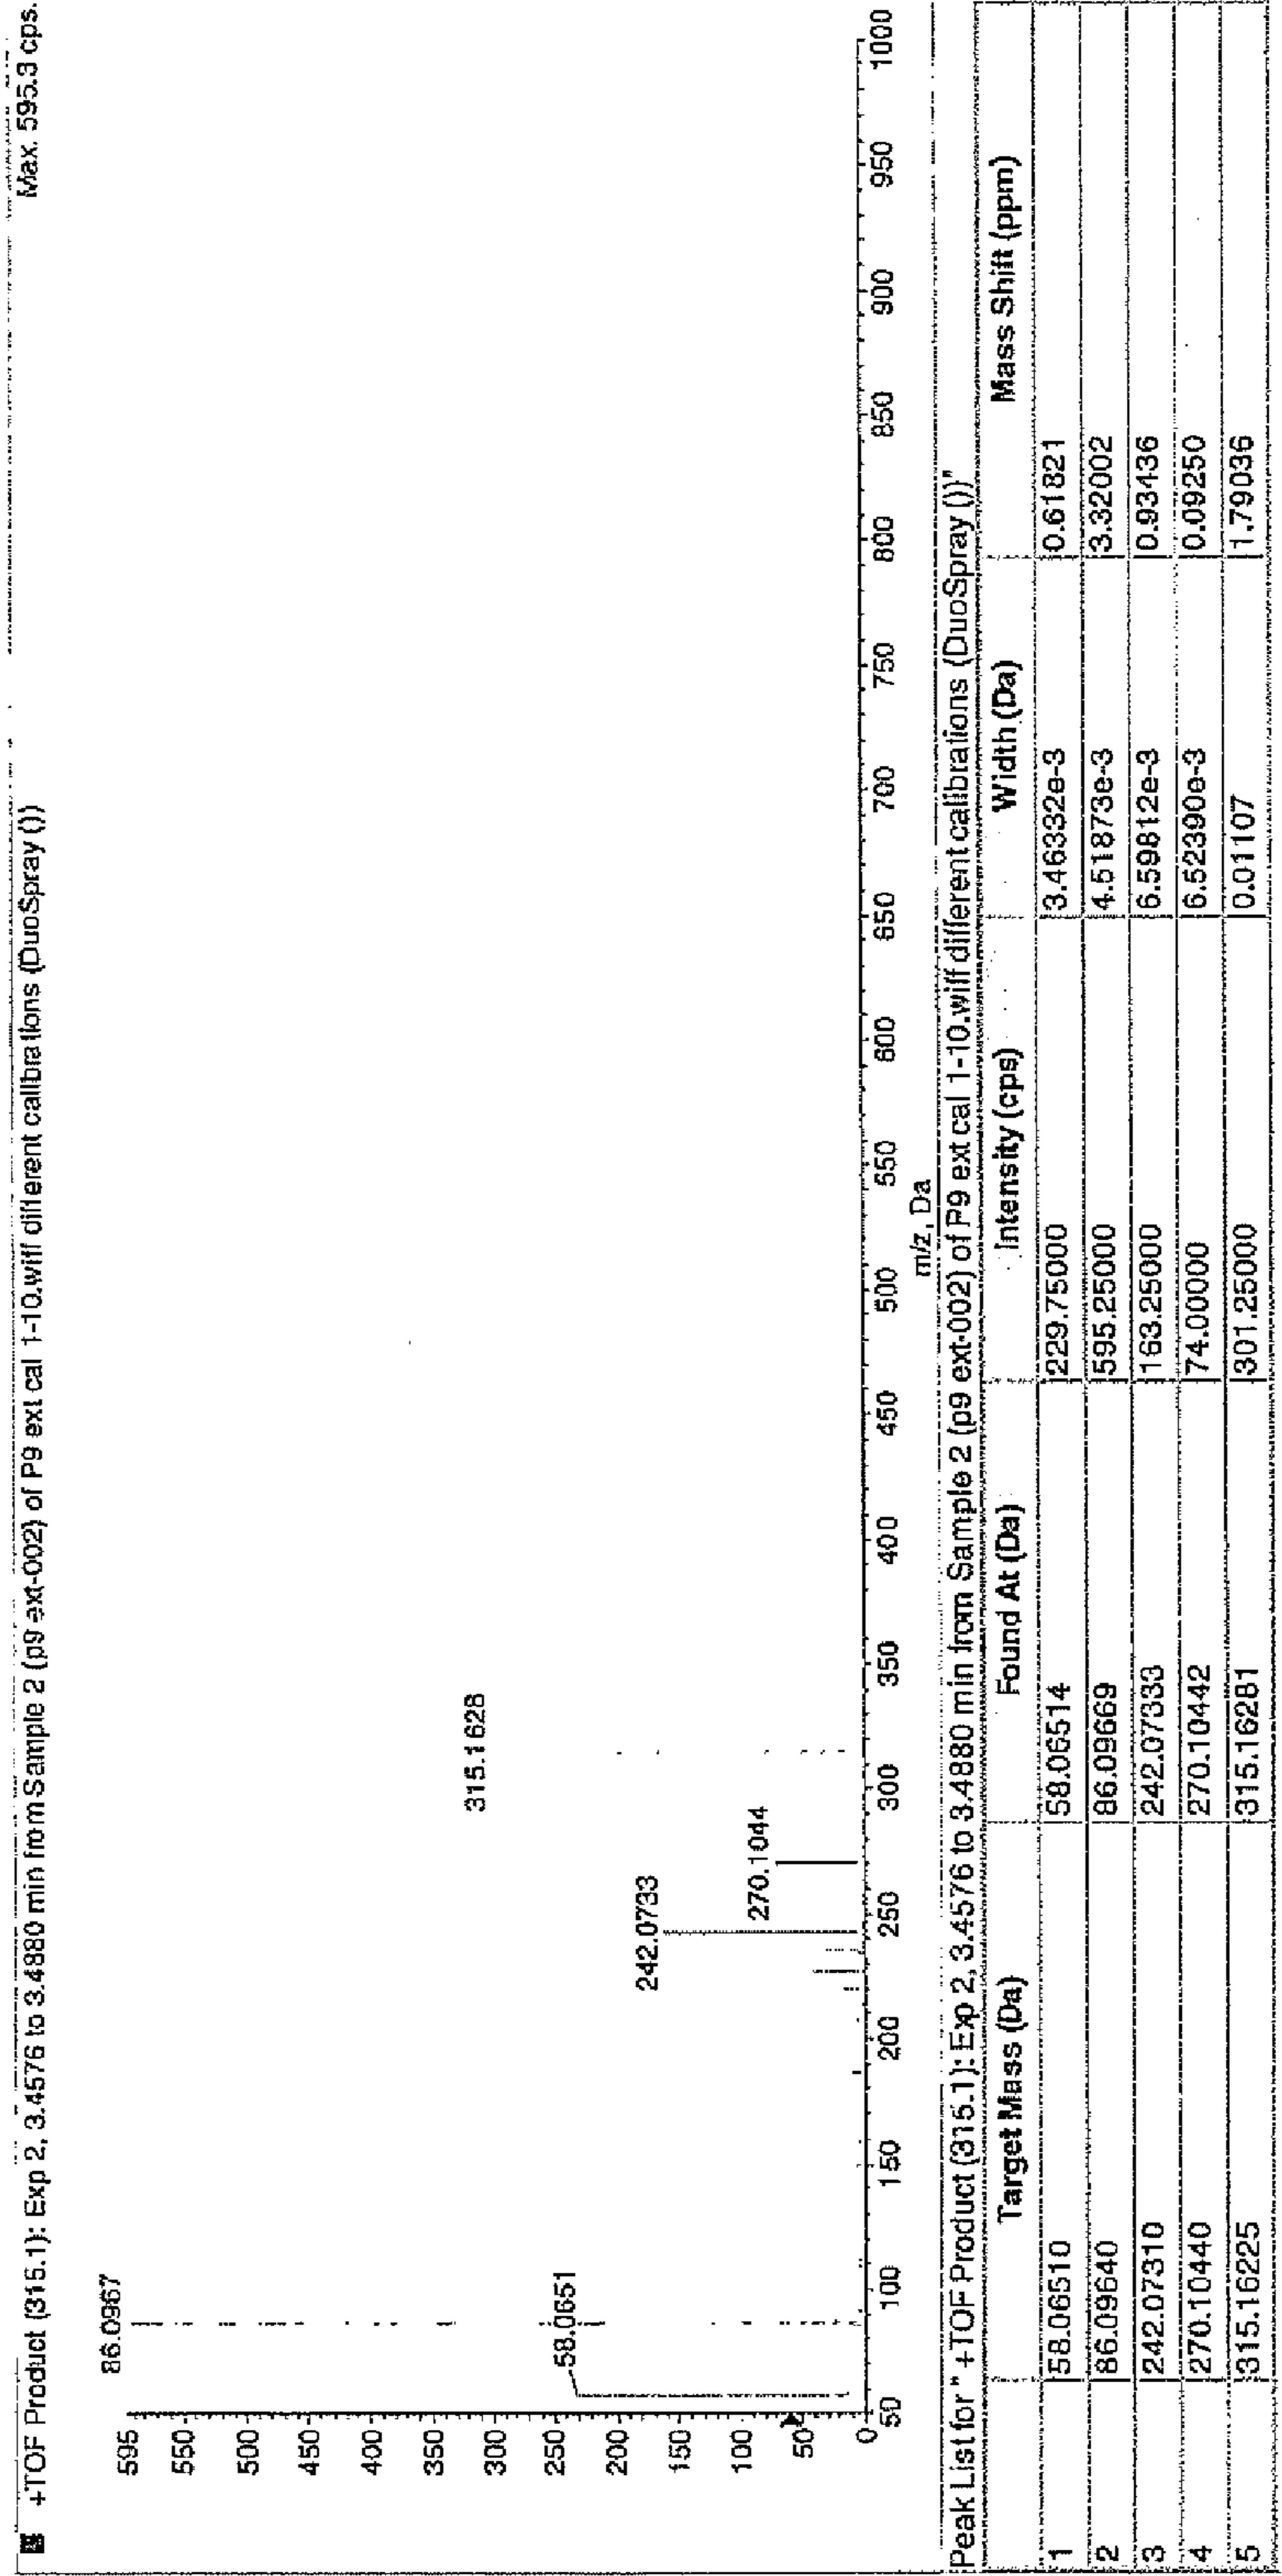 +TOF Product (315.1): Exp 2, 3.4576 to 3.4880 min from Sample 2 (p9 ext-002) of P9 ext cal 1-10.wiff different calibrations (DuoSpray ())
Max. 595.3 cps.
86.0967
58.0651
242.0733
270.1044
315.1628
595
550
500
450
400
350
300
250
200
150
100
50
0
50 100 150 200 250 300 350 400 450 500 550 600 650 700 750 800 850 900 950 1000
m/z, Da
Peak List for " +TOF Product (315.1): Exp 2, 3.4576 to 3.4880 min from Sample 2 (p9 ext-002) of P9 ext cal 1-10.wiff different calibrations (DuoSpray ())"
Target Mass (Da) Found At (Da) Intensity (cps) Width (Da) Mass Shift (ppm)
1 58.06510 58.06514 229.75000 3.46332e-3 0.61821
2 86.09640 86.09669 595.25000 4.51873e-3 3.32002
3 242.07310 242.07333 163.25000 6.59812e-3 0.93436
4 270.10440 270.10442 74.00000 6.52390e-3 0.09250
5 315.16225 315.16281 301.25000 0.01107 1.79036